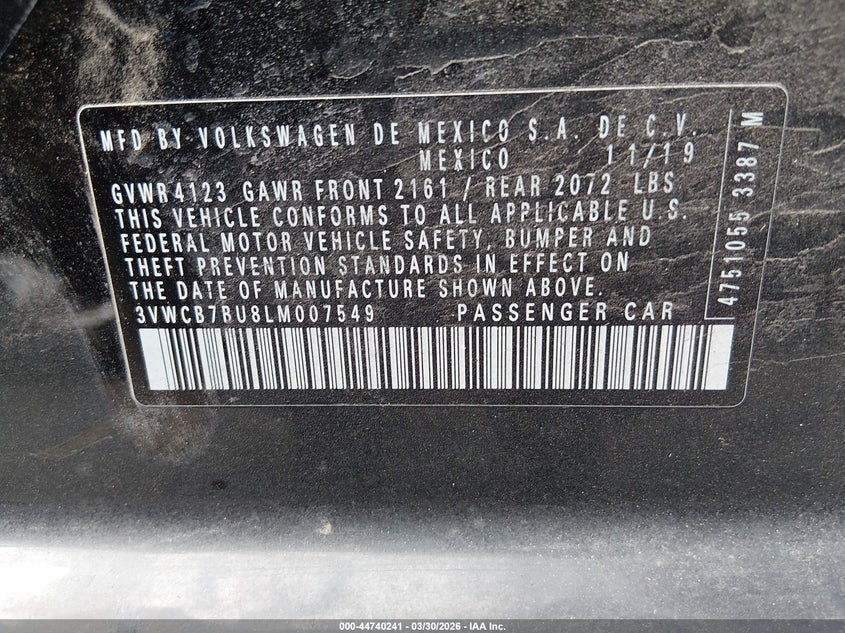 MFD BY VOLKSWAGEN DE MEXICO S.A. DE C.V.
MEXICO 11/19
GVWR 4123 GAWR FRONT 2161 / REAR 2072 LBS
THIS VEHICLE CONFORMS TO ALL APPLICABLE U.S.
FEDERAL MOTOR VEHICLE SAFETY, BUMPER AND
THEFT PREVENTION STANDARDS IN EFFECT ON
THE DATE OF MANUFACTURE SHOWN ABOVE.
3VWCB7BU8LM007549 PASSENGER CAR
4751055 3387 M
000-44740241 - 03/30/2026 - IAA Inc.